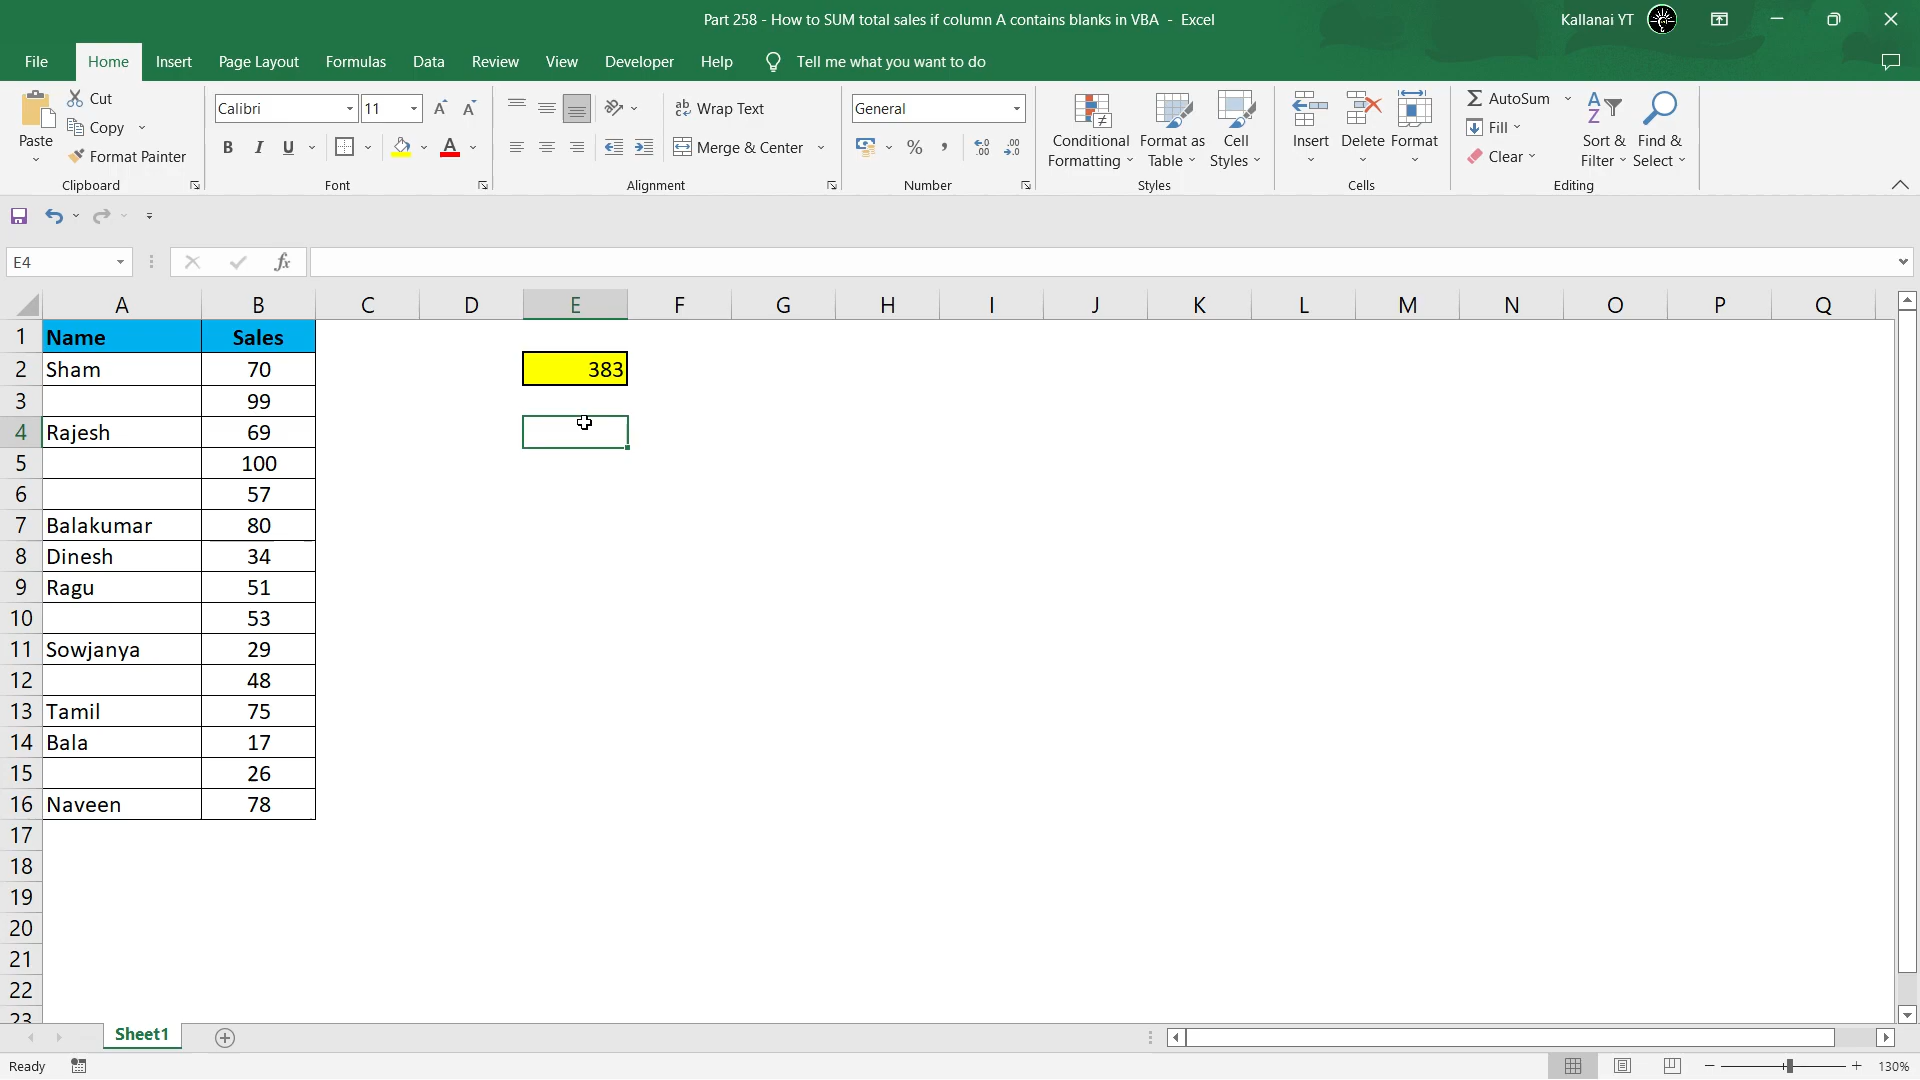 Part 258 - How to SUM total sales if column A contains blanks in VBA - Excel
Kallanai YT
File Home Insert Page Layout Formulas Data Review View Developer Help Tell me what you want to do
Paste
Cut
Copy
Format Painter
Clipboard
Calibri 11
B I U A
Font
ab Wrap Text
Merge & Center
Alignment
General
% , .00 .00
Number
Conditional Formatting
Format as Table
Cell Styles
Styles
Insert Delete Format
Cells
AutoSum
Fill
Clear
Sort & Filter
Find & Select
Editing
E4 fx
A B C D E F G H I J K L M N O P Q
1 Name Sales
2 Sham 70 383
3 99
4 Rajesh 69
5 100
6 57
7 Balakumar 80
8 Dinesh 34
9 Ragu 51
10 53
11 Sowjanya 29
12 48
13 Tamil 75
14 Bala 17
15 26
16 Naveen 78
17
18
19
20
21
22
23
Sheet1
Ready 130%